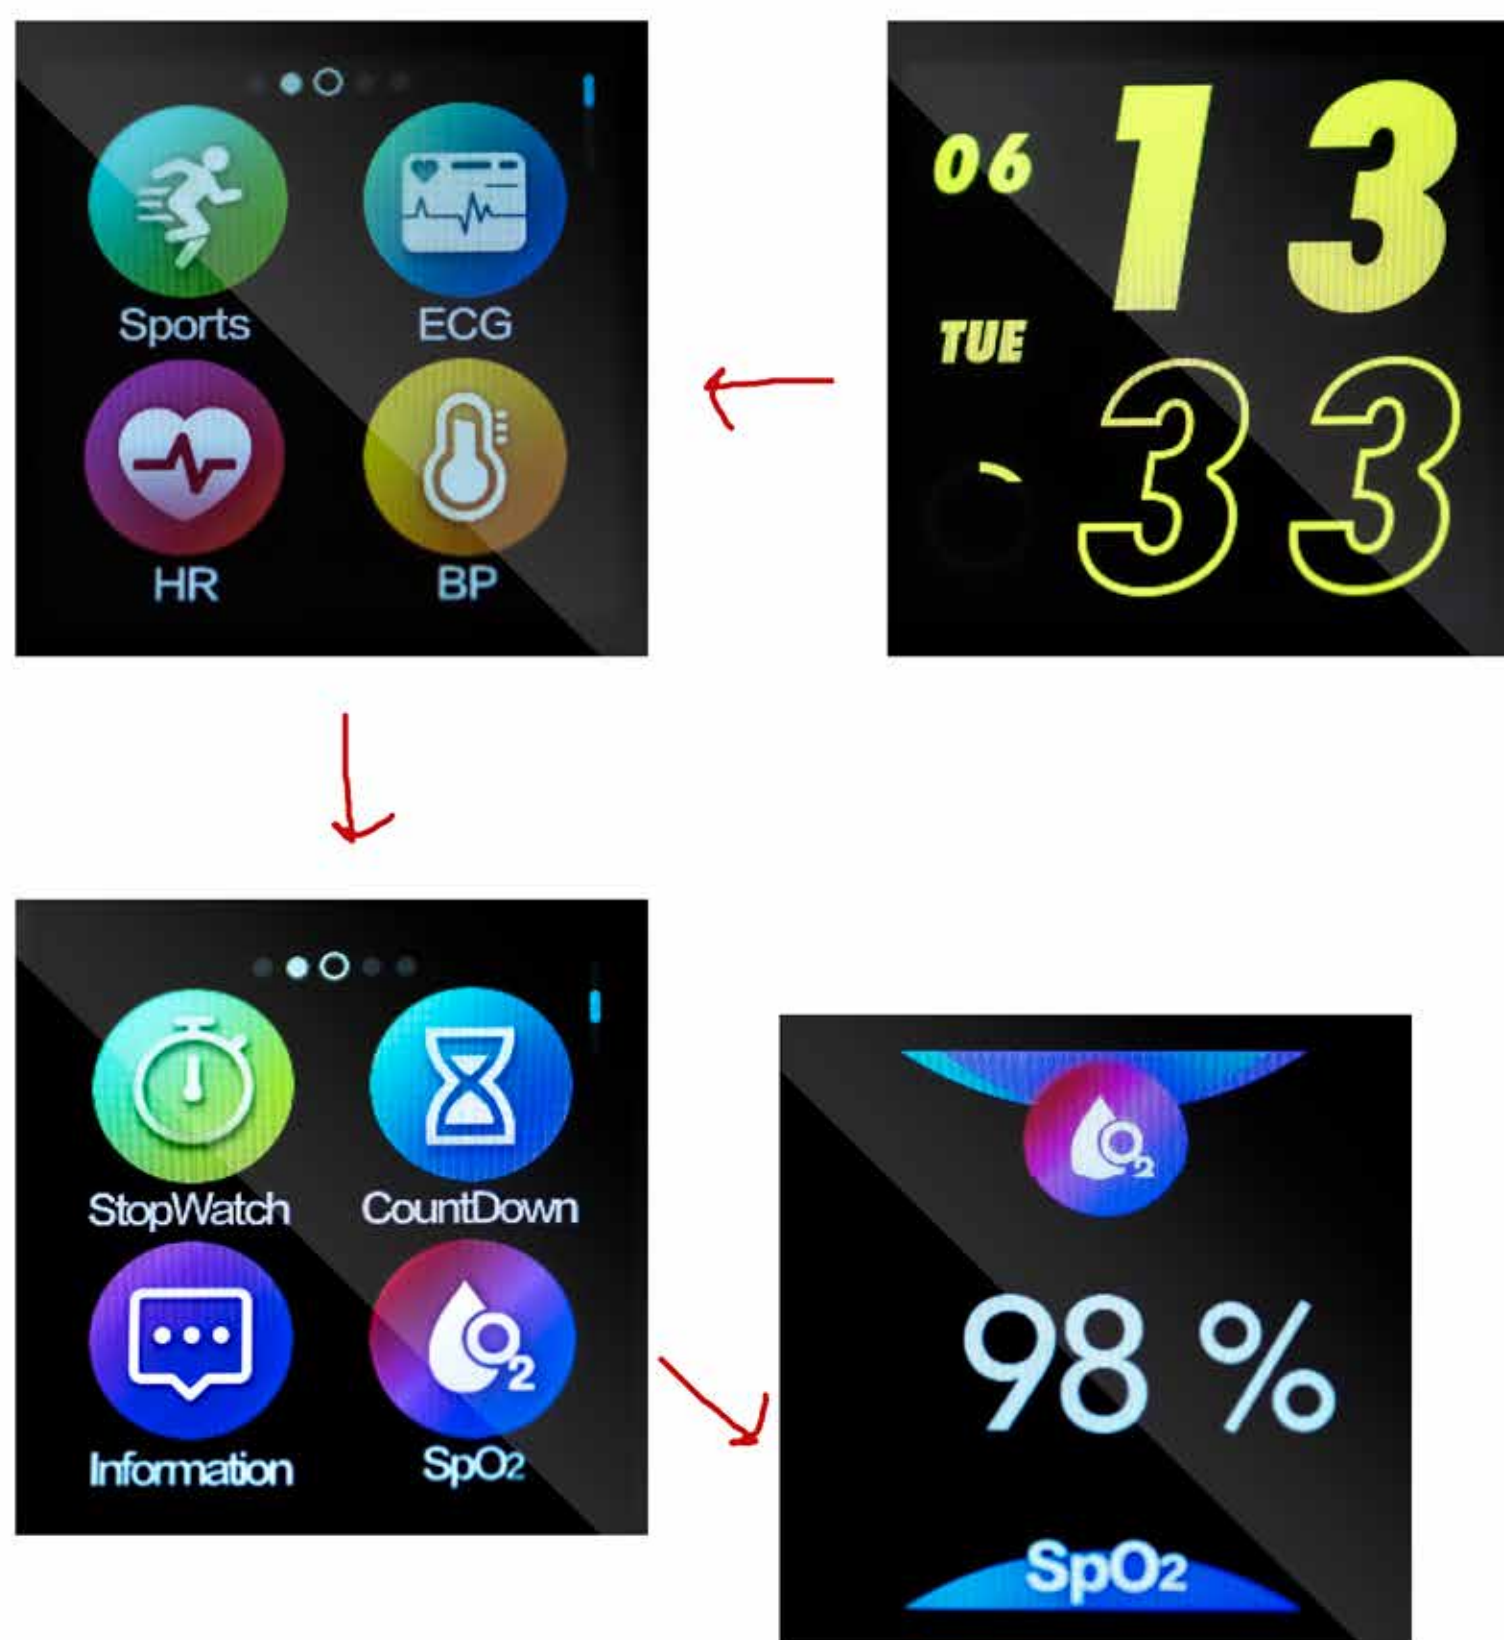 Sports ECG
HR BP
06 13
TUE
33
StopWatch CountDown
Information SpO2
98 %
SpO2